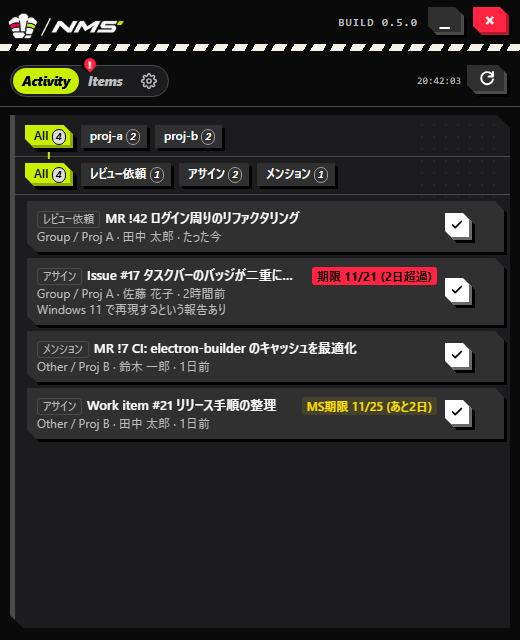 NMS
BUILD 0.5.0
Activity
Items
20:42:03
All 4
proj-a 2
proj-b 2
All 4
レビュー依頼 1
アサイン 2
メンション 1
レビュー依頼 MR !42 ログイン周りのリファクタリング
Group / Proj A · 田中 太郎 · たった今
アサイン Issue #17 タスクバーのバッジが二重に... 期限 11/21 (2日超過)
Group / Proj A · 佐藤 花子 · 2時間前
Windows 11 で再現するという報告あり
メンション MR !7 CI: electron-builder のキャッシュを最適化
Other / Proj B · 鈴木 一郎 · 1日前
アサイン Work item #21 リリース手順の整理 MS期限 11/25 (あと2日)
Other / Proj B · 田中 太郎 · 1日前